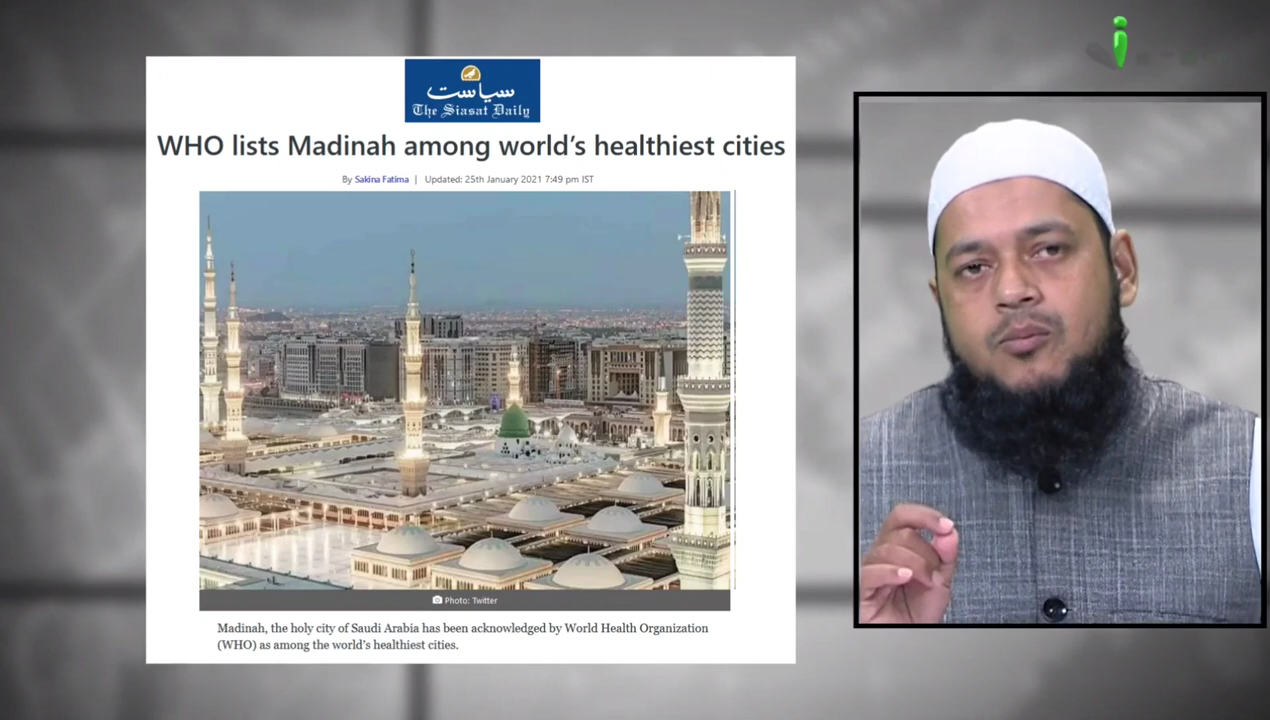 سیاست
The Siasat Daily
WHO lists Madinah among world's healthiest cities
By Sakina Fatima | Updated: 25th January 2021 7:49 pm IST
Photo: Twitter
Madinah, the holy city of Saudi Arabia has been acknowledged by World Health Organization
(WHO) as among the world's healthiest cities.